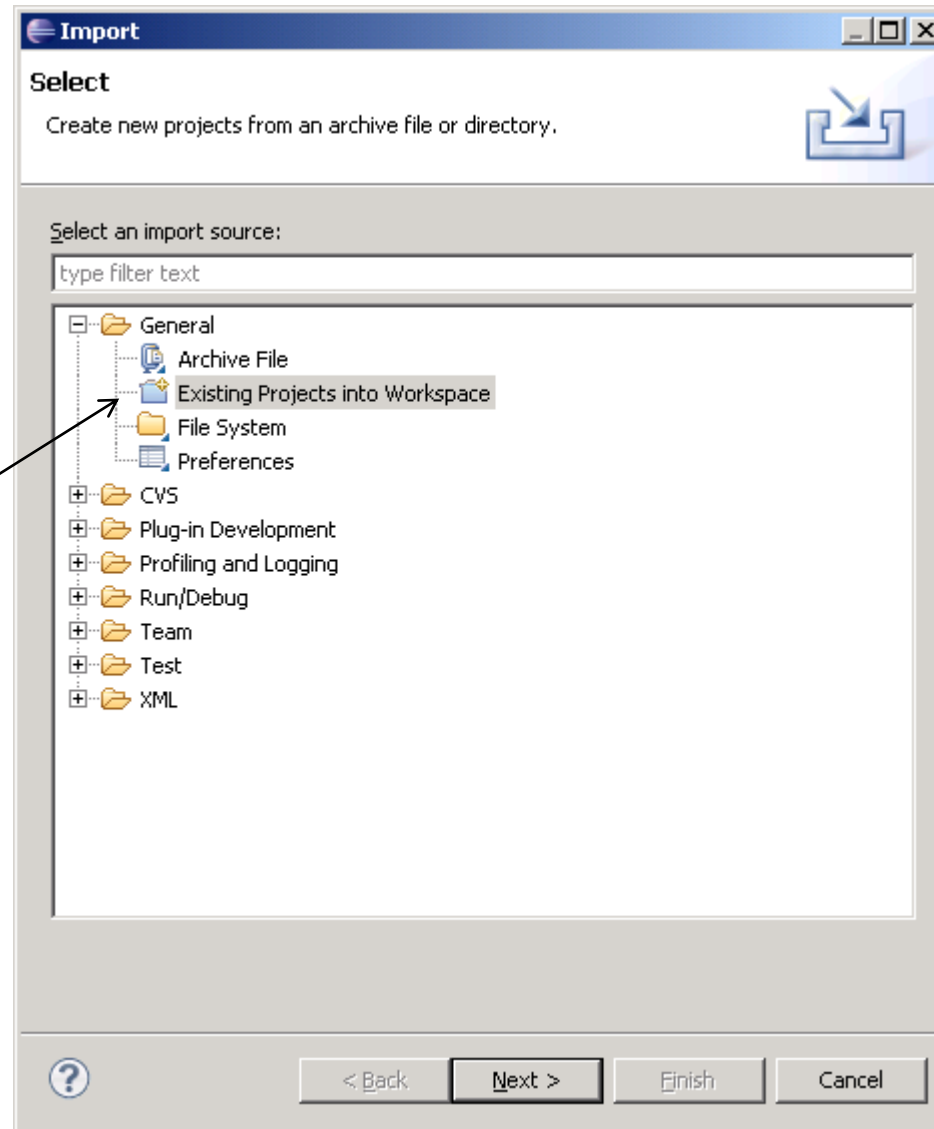 Import
Select
Create new projects from an archive file or directory.
Select an import source:
type filter text
General
Archive File
Existing Projects into Workspace
File System
Preferences
CVS
Plug-in Development
Profiling and Logging
Run/Debug
Team
Test
XML
?
< Back
Next >
Finish
Cancel